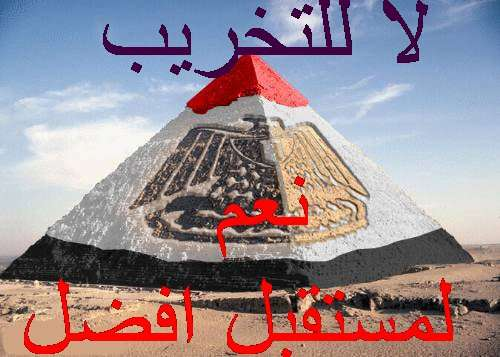 لا للتخريب
نعم
لمستقبل افضل